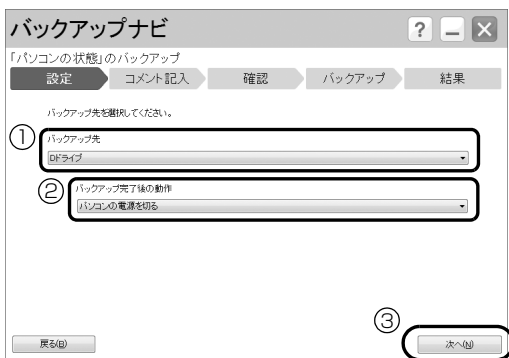 バックアップナビ
?
「パソコンの状態」のバックアップ
設定 コメント記入 確認 バックアップ 結果
バックアップ先を選択してください。
①
バックアップ先
Dドライブ
②
バックアップ完了後の動作
パソコンの電源を切る
③
戻る(B) 次へ(N)